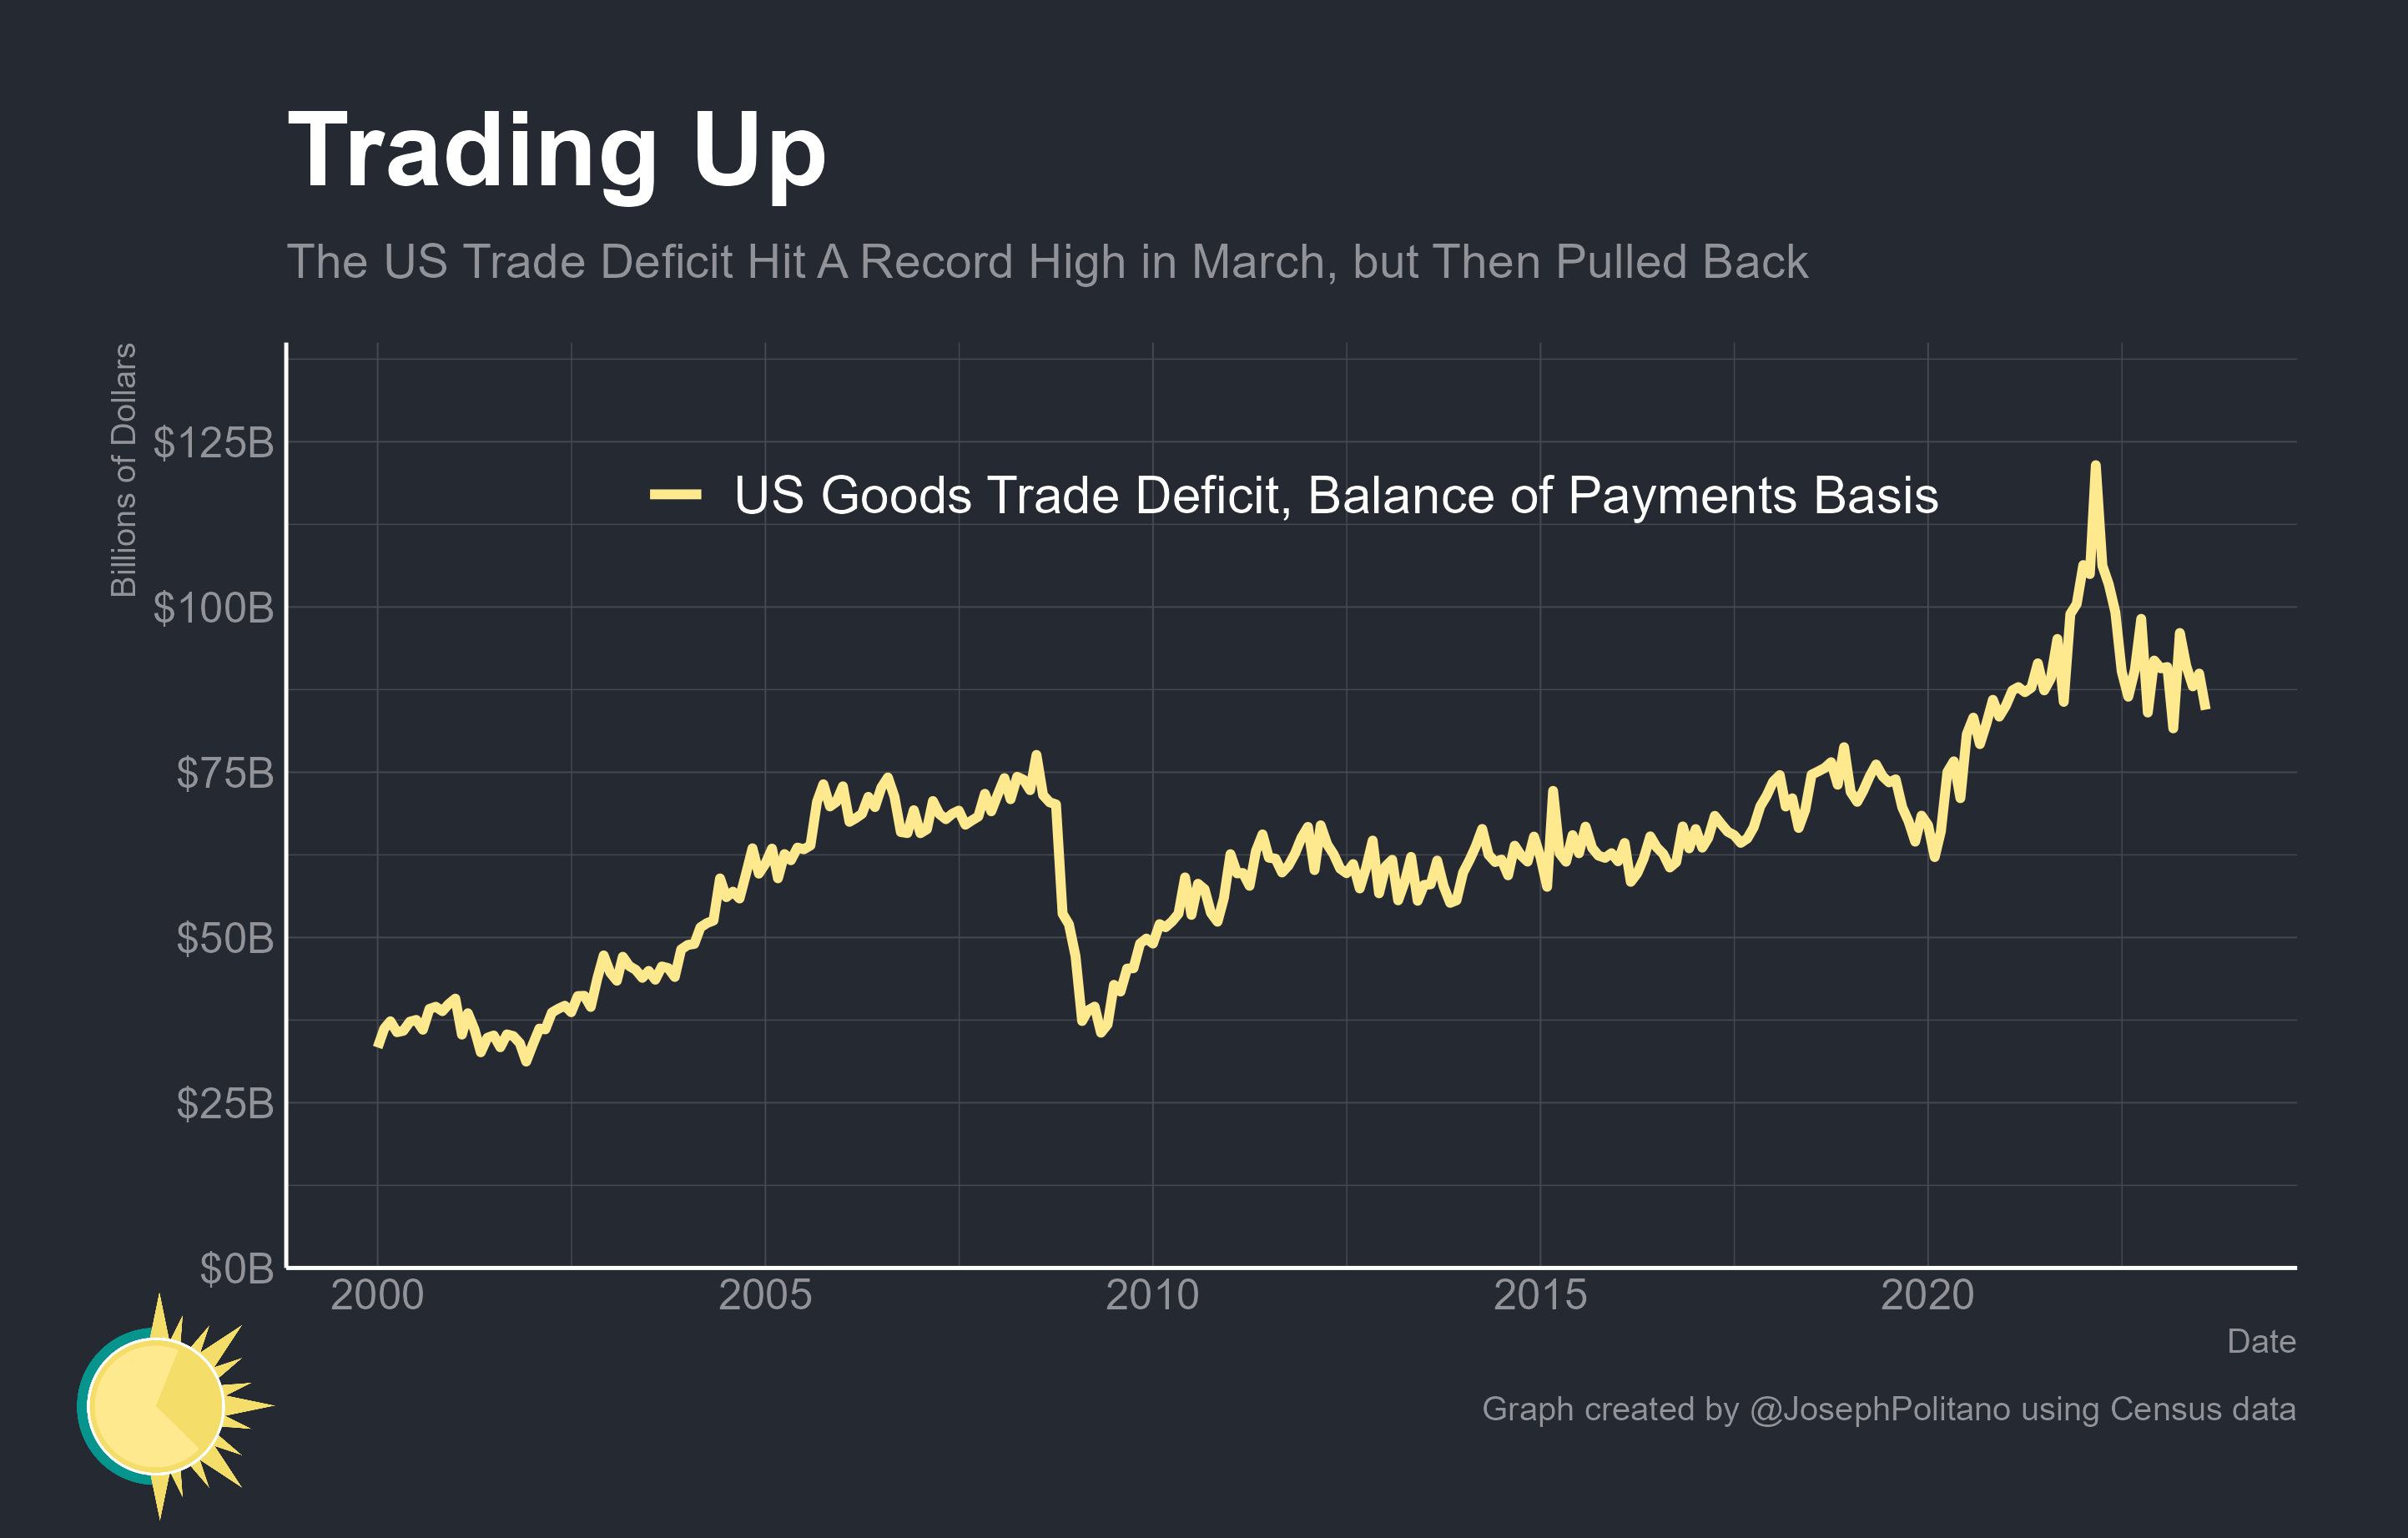 Trading Up
The US Trade Deficit Hit A Record High in March, but Then Pulled Back
Billions of Dollars
$125B
$100B
$75B
$50B
$25B
$0B
US Goods Trade Deficit, Balance of Payments Basis
2000 2005 2010 2015 2020
Date
Graph created by @JosephPolitano using Census data